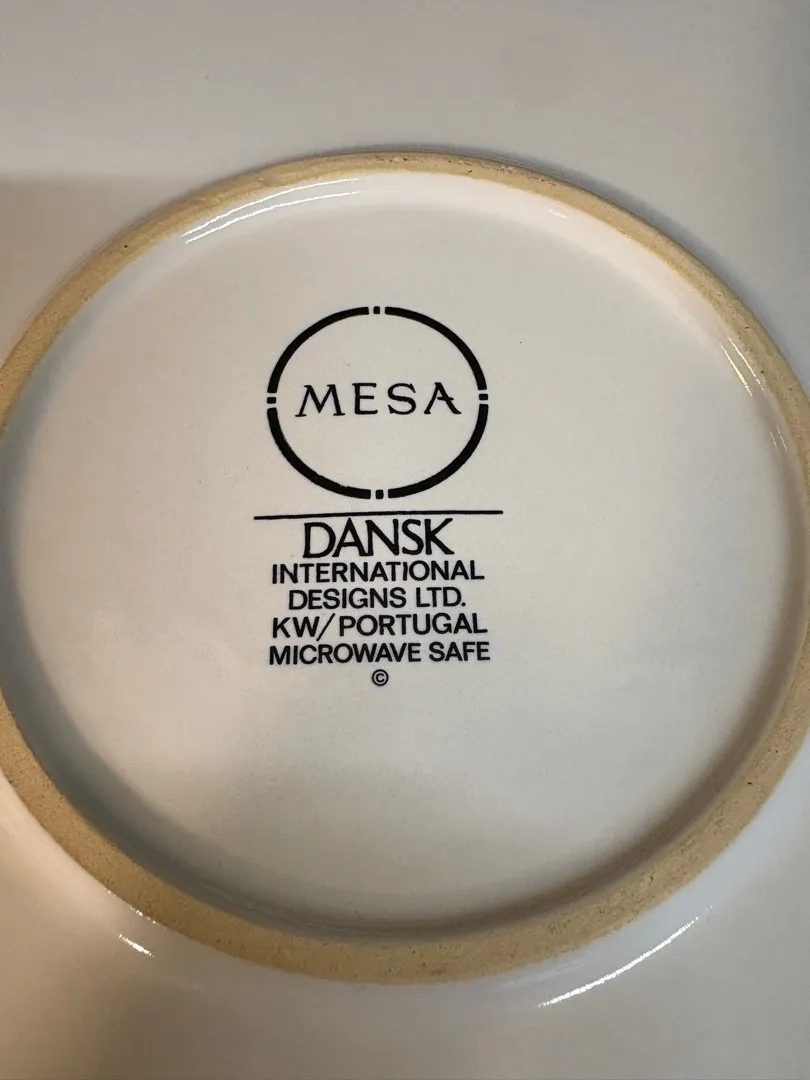 MESA
DANSK
INTERNATIONAL
DESIGNS LTD.
KW/PORTUGAL
MICROWAVE SAFE
©